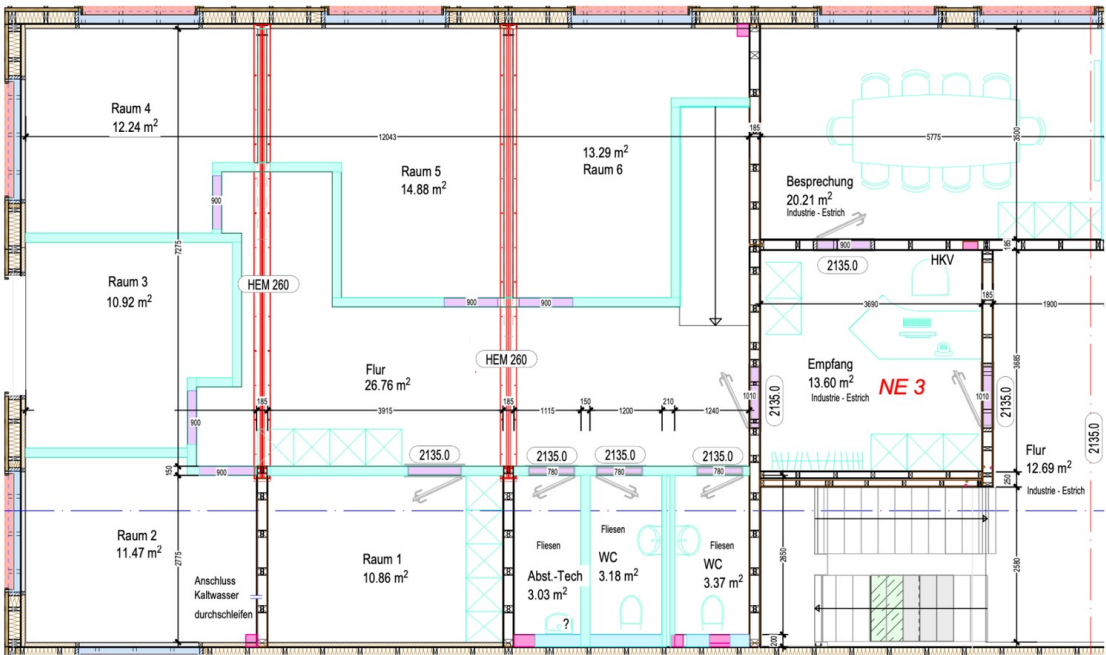 Raum 4
12.24 m²
12043
Raum 5
14.88 m²
13.29 m²
Raum 6
185
5775
3500
Besprechung
20.21 m²
Industrie - Estrich
900
900
2135.0
185
HKV
7275
Raum 3
10.92 m²
HEM 260
900
900
3690
185
1900
HEM 260
Flur
26.76 m²
Empfang
13.60 m²
Industrie - Estrich
NE 3
3685
2135.0
2135.0
2135.0
1010
1010
185
3915
185
1115
150
1200
210
1240
900
900
150
2135.0
2135.0
2135.0
2135.0
780
780
780
Flur
12.69 m²
Industrie - Estrich
250
Raum 2
11.47 m²
2775
Anschluss
Kaltwasser
durchschleifen
Raum 1
10.86 m²
Fliesen
Abst.-Tech
3.03 m²
?
Fliesen
WC
3.18 m²
Fliesen
WC
3.37 m²
2650
2580
200